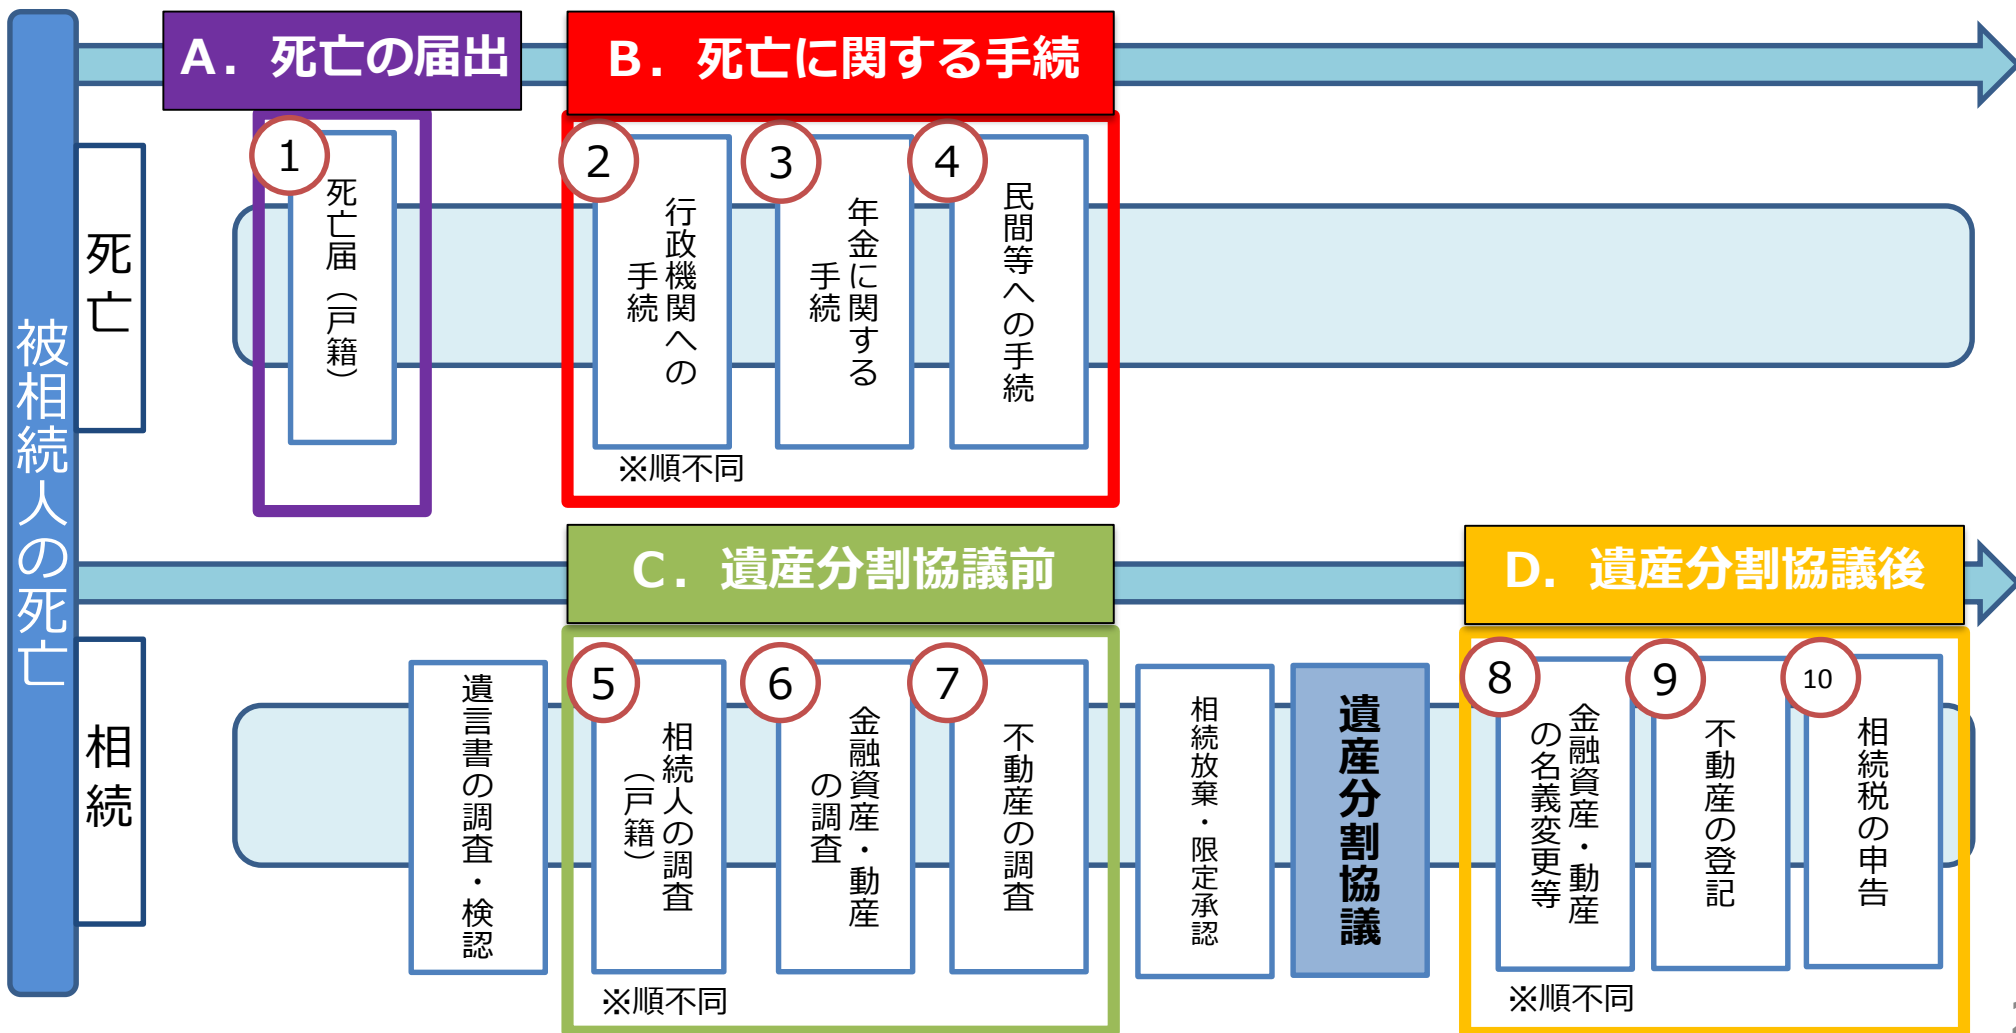 被相続人の死亡
A．死亡の届出
B．死亡に関する手続
死亡
1
死亡届（戸籍）
2
行政機関への
手続
3
年金に関する
手続
4
民間等への手続
※順不同
C．遺産分割協議前
D．遺産分割協議後
相続
遺言書の調査・検認
5
相続人の調査
（戸籍）
6
金融資産・動産
の調査
7
不動産の調査
※順不同
相続放棄・限定承認
遺産分割協議
8
金融資産・動産
の名義変更等
9
不動産の登記
10
相続税の申告
※順不同